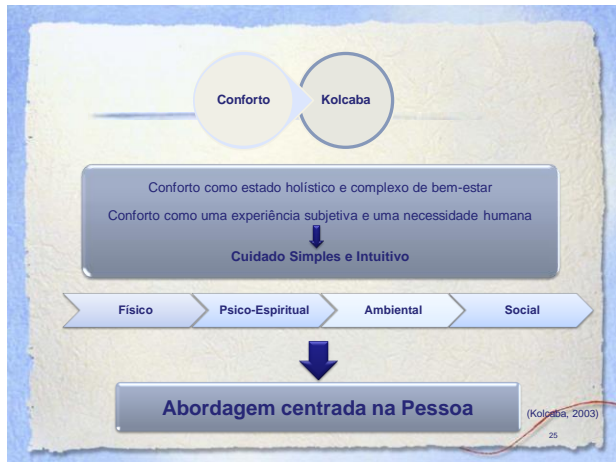 Conforto
Kolcaba
Conforto como estado holístico e complexo de bem-estar
Conforto como uma experiência subjetiva e uma necessidade humana
Cuidado Simples e Intuitivo
Físico
Psico-Espiritual
Ambiental
Social
Abordagem centrada na Pessoa
(Kolcaba, 2003)
25